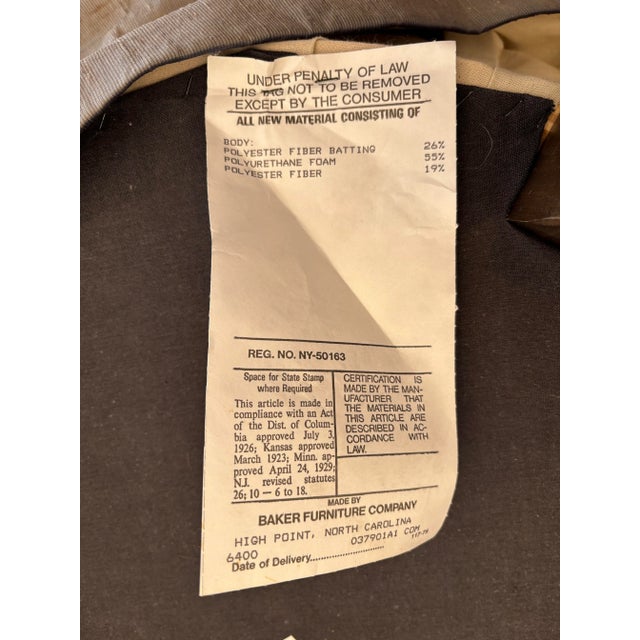 UNDER PENALTY OF LAW
THIS TAG NOT TO BE REMOVED
EXCEPT BY THE CONSUMER
ALL NEW MATERIAL CONSISTING OF
BODY:
POLYESTER FIBER BATTING 26%
POLYURETHANE FOAM 55%
POLYESTER FIBER 19%
REG. NO. NY-50163
Space for State Stamp
where Required
This article is made in
compliance with an Act
of the Dist. of Colum-
bia approved July 3,
1926; Kansas approved
March 1923; Minn. ap-
proved April 24, 1929;
N.J. revised statutes
26; 10 — 6 to 18.
CERTIFICATION IS
MADE BY THE MAN-
UFACTURER THAT
THE MATERIALS IN
THIS ARTICLE ARE
DESCRIBED IN AC-
CORDANCE WITH
LAW.
MADE BY
BAKER FURNITURE COMPANY
HIGH POINT, NORTH CAROLINA
6400 037901A1 COM
Date of Delivery